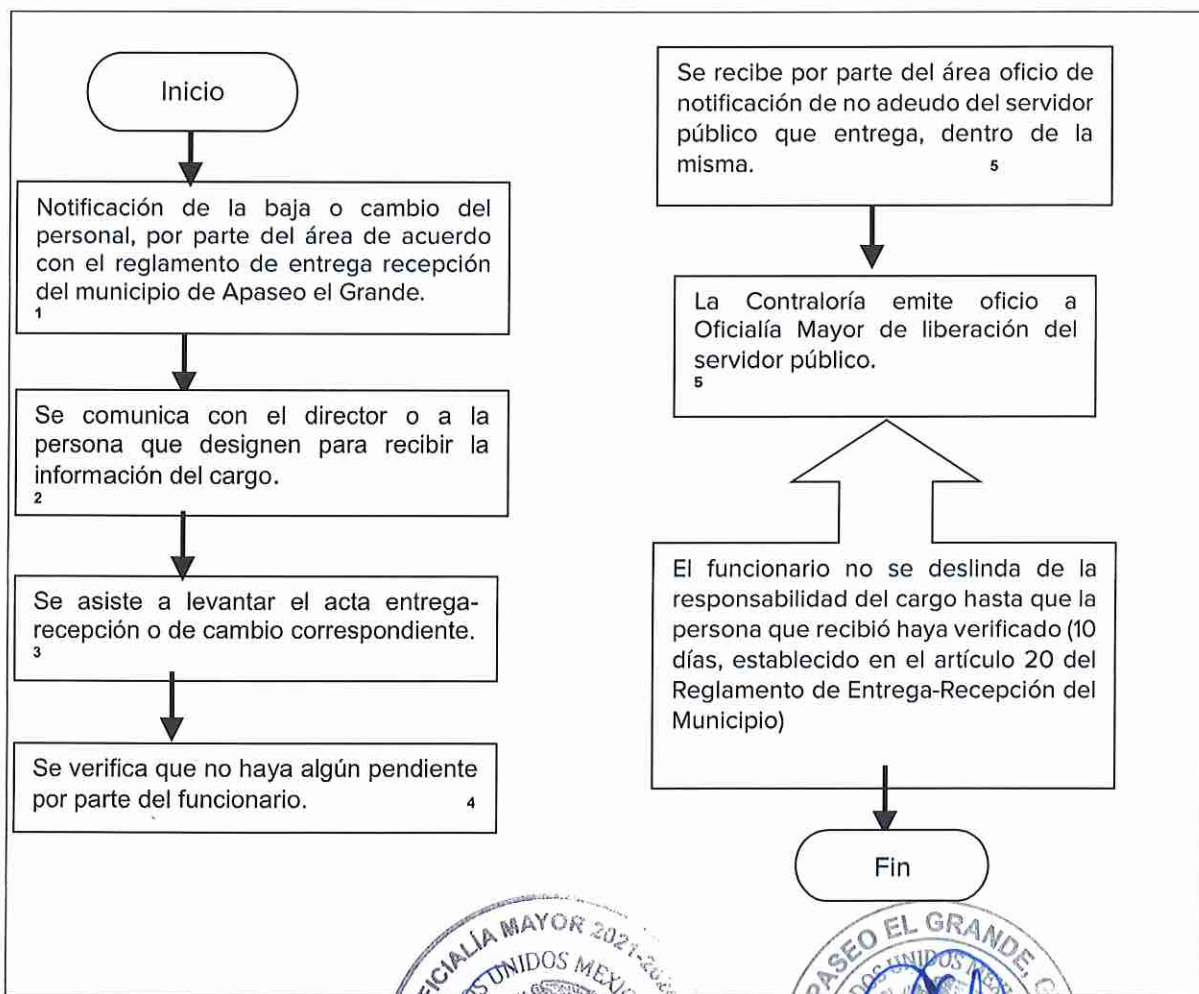 Inicio
Notificación de la baja o cambio del
personal, por parte del área de acuerdo
con el reglamento de entrega recepción
del municipio de Apaseo el Grande.
1
Se comunica con el director o a la
persona que designen para recibir la
información del cargo.
2
Se asiste a levantar el acta entrega-
recepción o de cambio correspondiente.
3
Se verifica que no haya algún pendiente
por parte del funcionario. 4
Se recibe por parte del área oficio de
notificación de no adeudo del servidor
público que entrega, dentro de la
misma. 5
La Contraloría emite oficio a
Oficialía Mayor de liberación del
servidor público.
5
El funcionario no se deslinda de la
responsabilidad del cargo hasta que la
persona que recibió haya verificado (10
días, establecido en el artículo 20 del
Reglamento de Entrega-Recepción del
Municipio)
Fin
MAYOR 2021-
UNIDOS
EL GRANDE,
UNIDOS